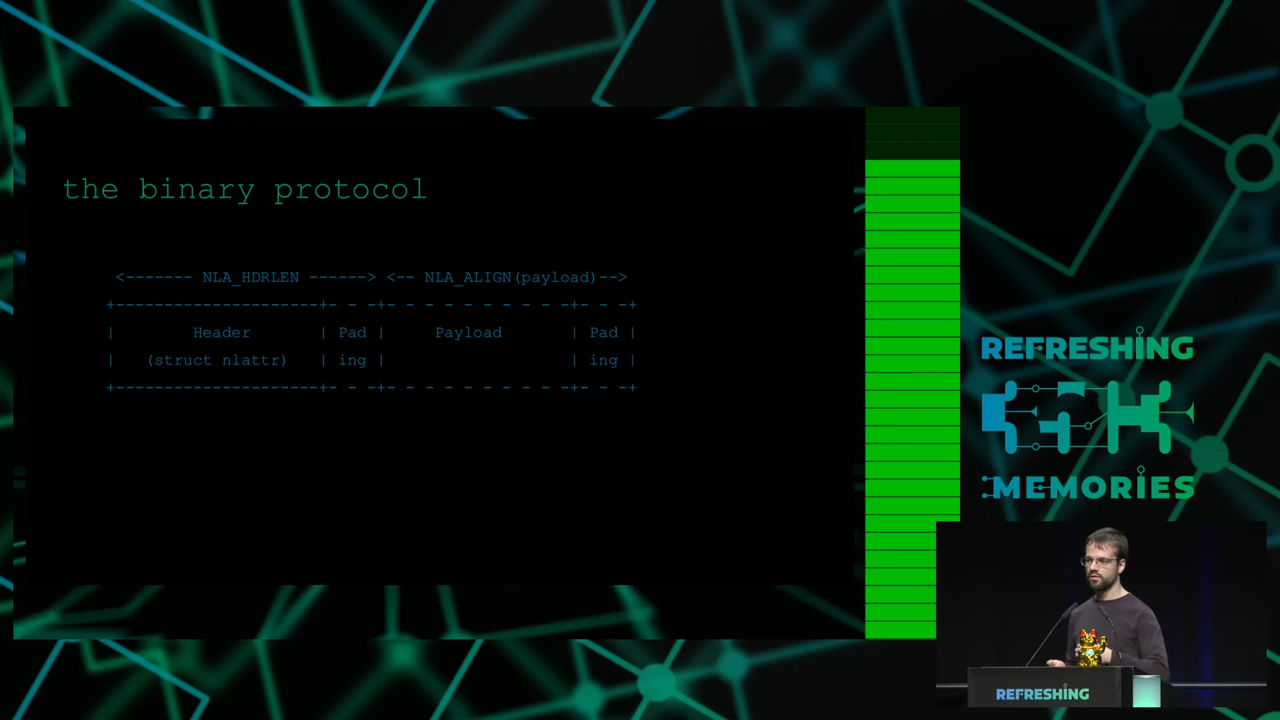 the binary protocol
<------- NLA_HDRLEN ------> <-- NLA_ALIGN(payload)-->
+---------------------+- - -+- - - - - - - - - -+- - -+
|        Header       | Pad |     Payload       | Pad |
|   (struct nlattr)   | ing |                   | ing |
+---------------------+- - -+- - - - - - - - - -+- - -+
REFRESHING
MEMORIES
REFRESHING